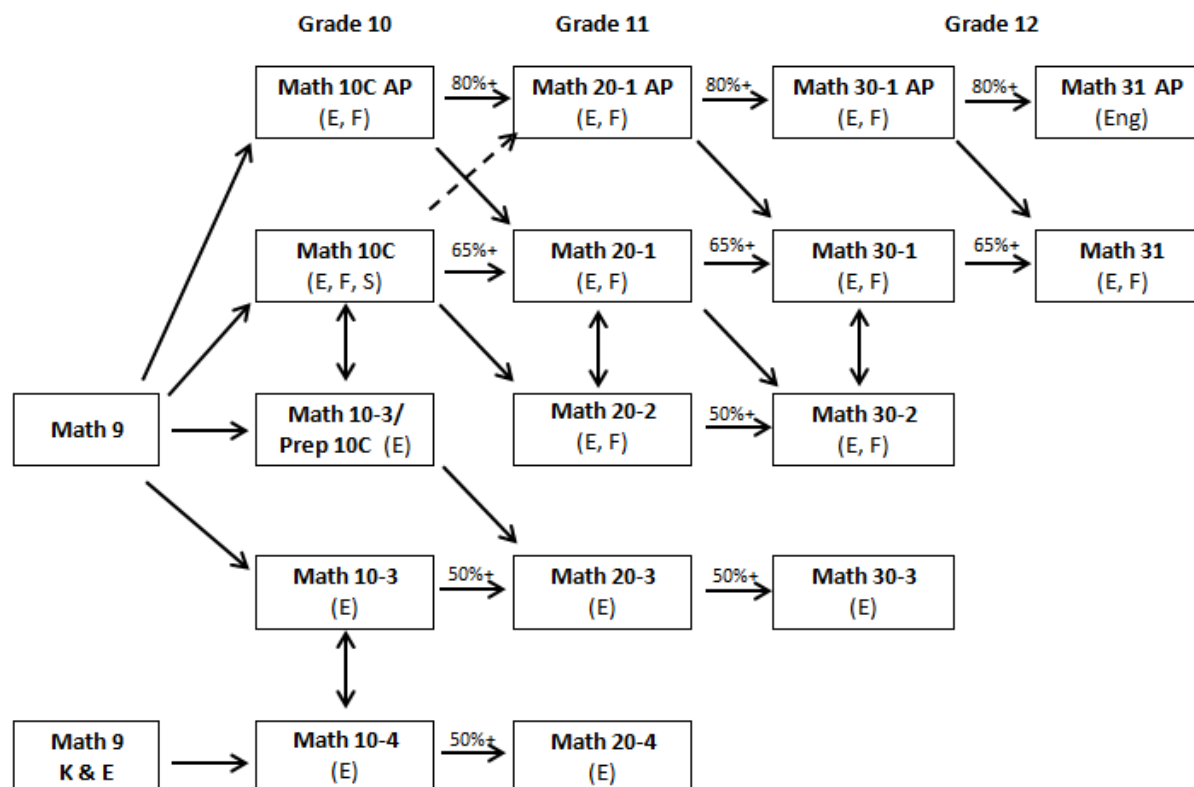 Grade 10
Grade 11
Grade 12
Math 10C AP
(E, F)
80%+
Math 20-1 AP
(E, F)
80%+
Math 30-1 AP
(E, F)
80%+
Math 31 AP
(Eng)
Math 10C
(E, F, S)
65%+
Math 20-1
(E, F)
65%+
Math 30-1
(E, F)
65%+
Math 31
(E, F)
Math 9
Math 10-3/
Prep 10C (E)
Math 20-2
(E, F)
50%+
Math 30-2
(E, F)
Math 10-3
(E)
50%+
Math 20-3
(E)
50%+
Math 30-3
(E)
Math 9
K & E
Math 10-4
(E)
50%+
Math 20-4
(E)